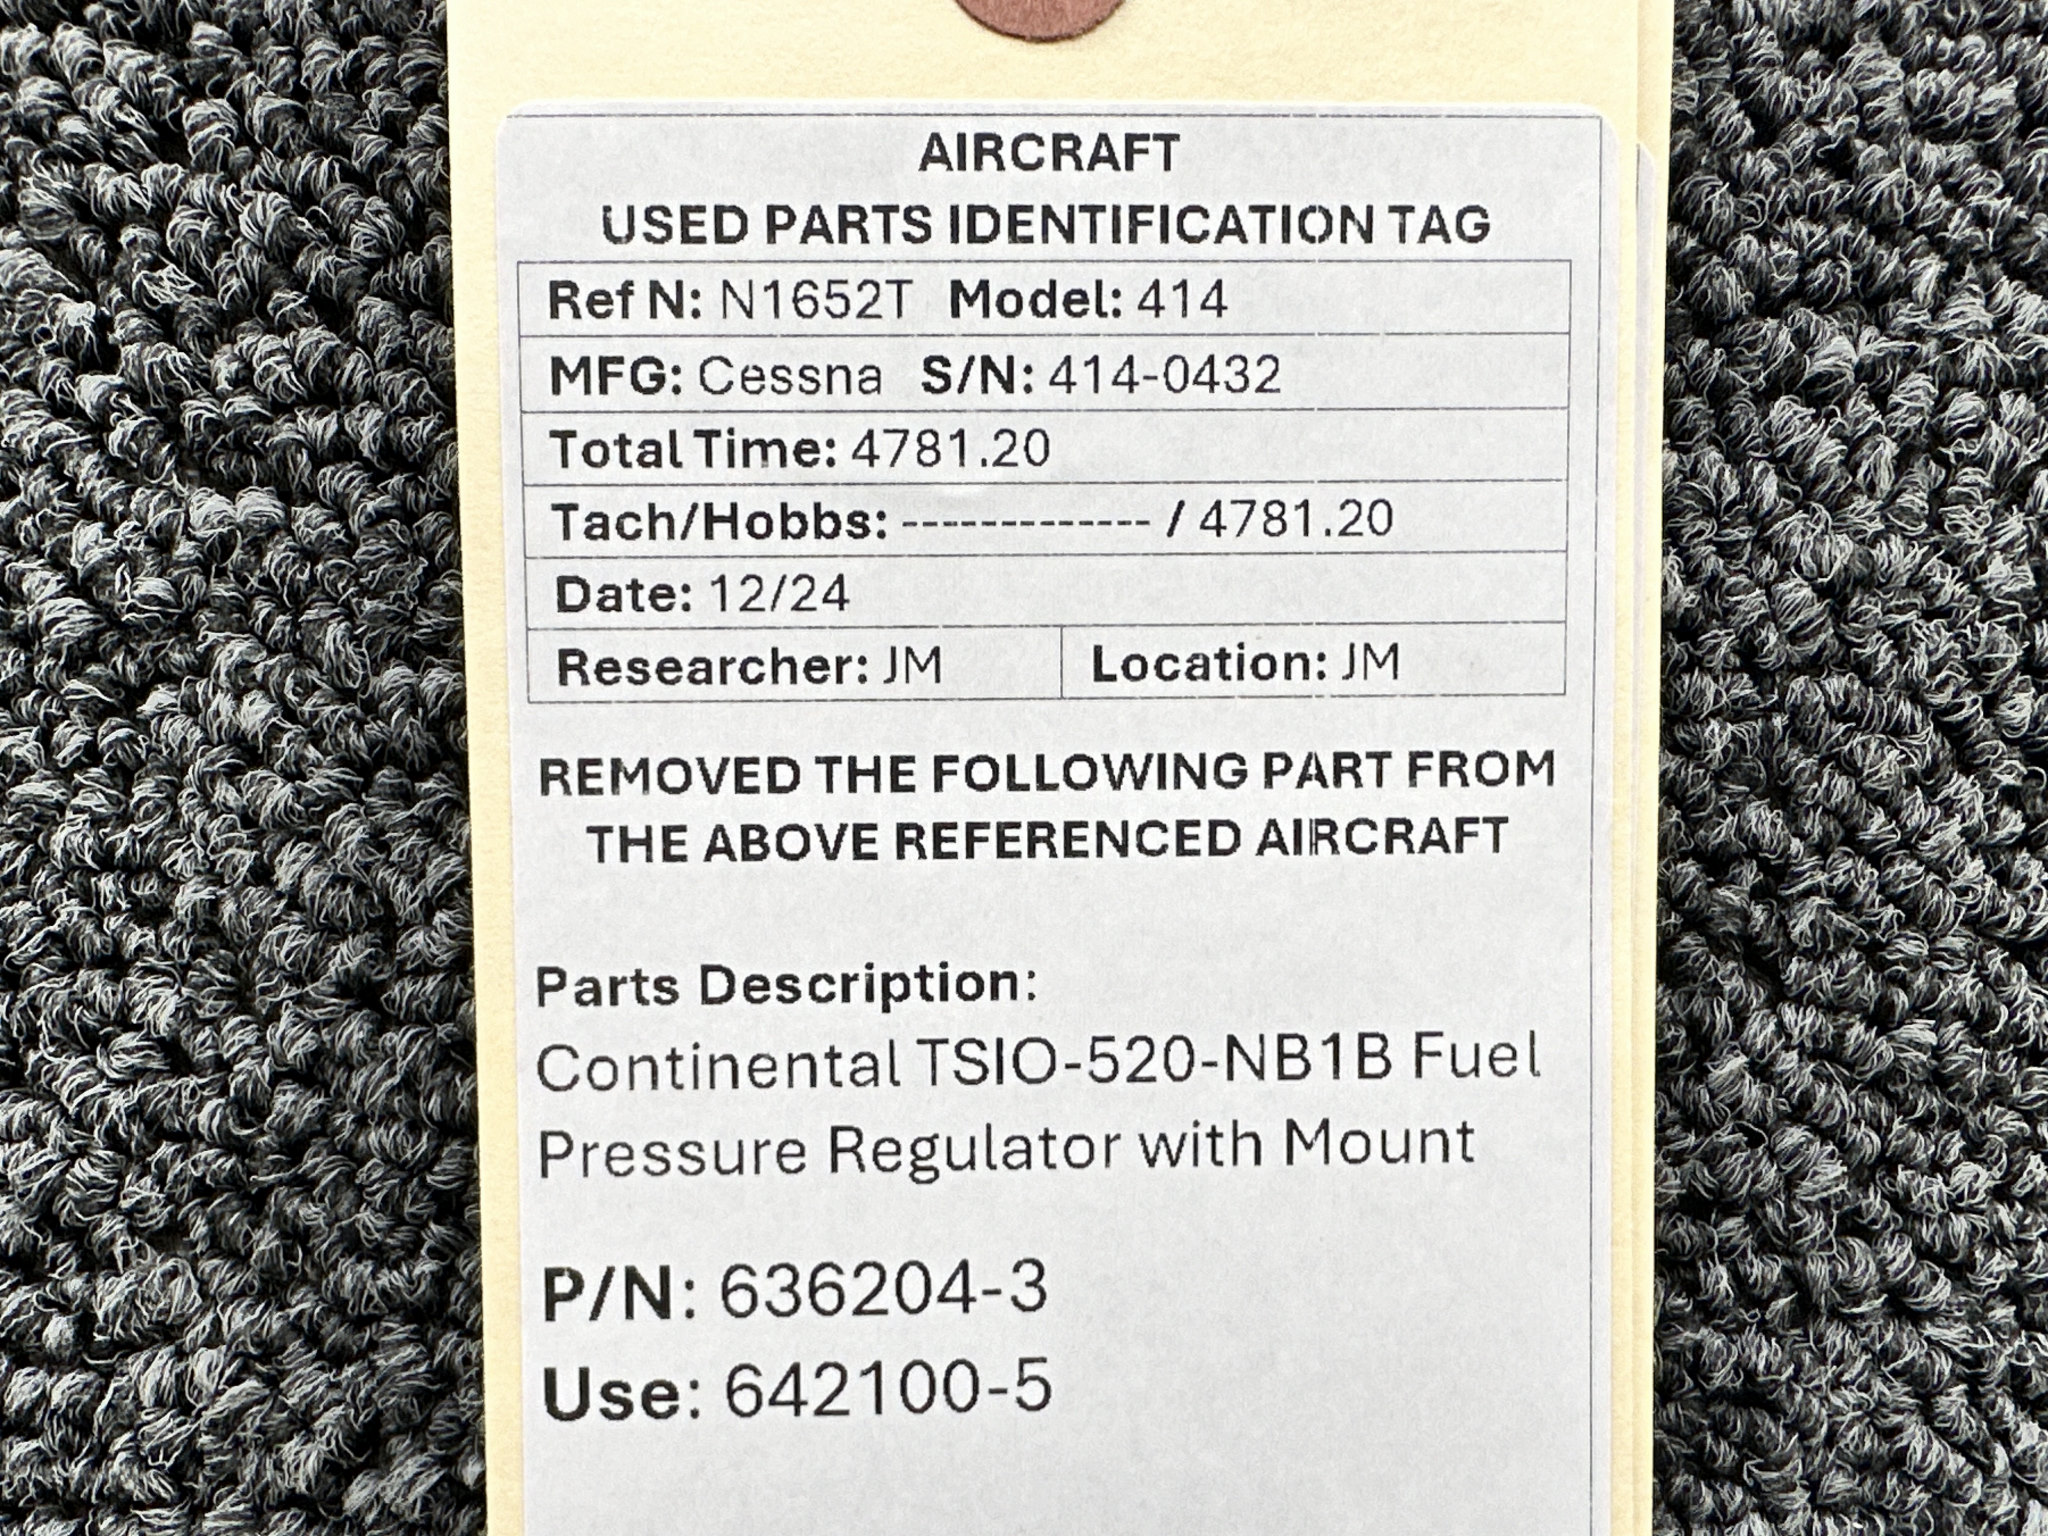 AIRCRAFT
USED PARTS IDENTIFICATION TAG
Ref N: N1652T Model: 414
MFG: Cessna S/N: 414-0432
Total Time: 4781.20
Tach/Hobbs: ------------- / 4781.20
Date: 12/24
Researcher: JM Location: JM
REMOVED THE FOLLOWING PART FROM
THE ABOVE REFERENCED AIRCRAFT
Parts Description:
Continental TSIO-520-NB1B Fuel
Pressure Regulator with Mount
P/N: 636204-3
Use: 642100-5